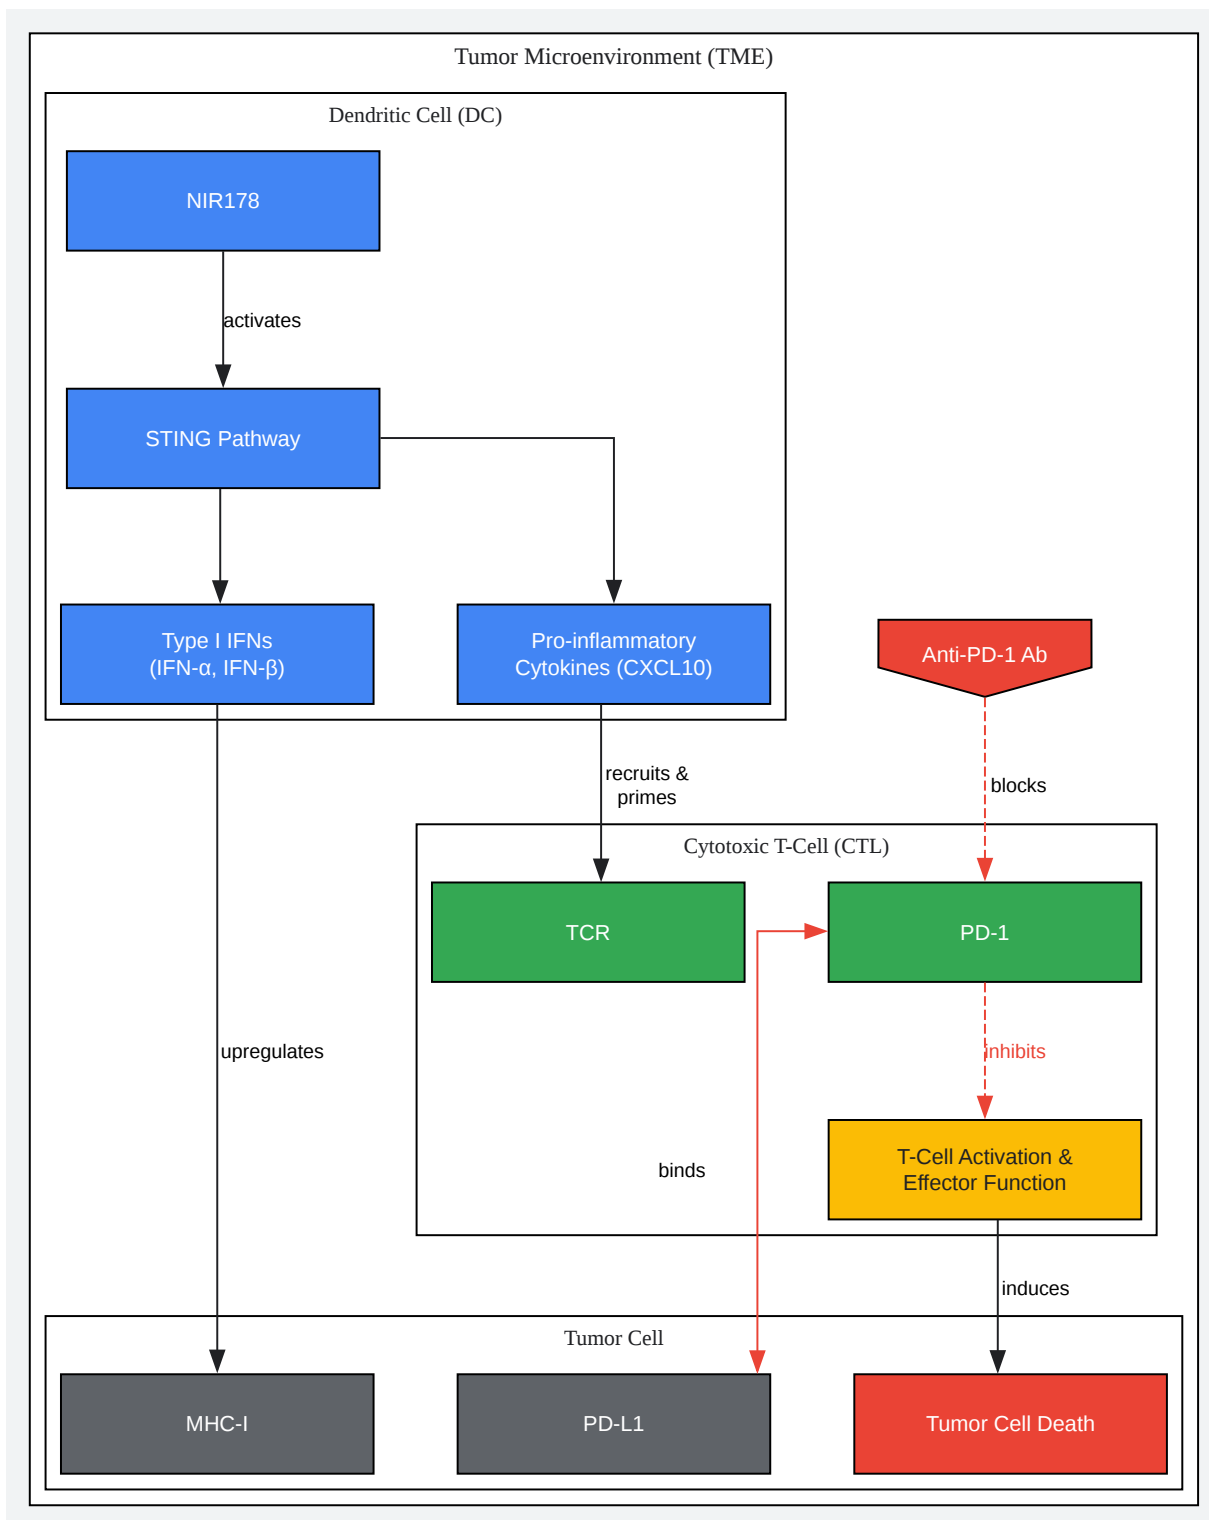 Tumor Microenvironment (TME)
Dendritic Cell (DC)
NIR178
activates
STING Pathway
Type I IFNs
(IFN-α, IFN-β)
Pro-inflammatory
Cytokines (CXCL10)
Anti-PD-1 Ab
recruits &
primes
blocks
Cytotoxic T-Cell (CTL)
TCR
PD-1
upregulates
inhibits
T-Cell Activation &
Effector Function
binds
induces
Tumor Cell
MHC-I
PD-L1
Tumor Cell Death